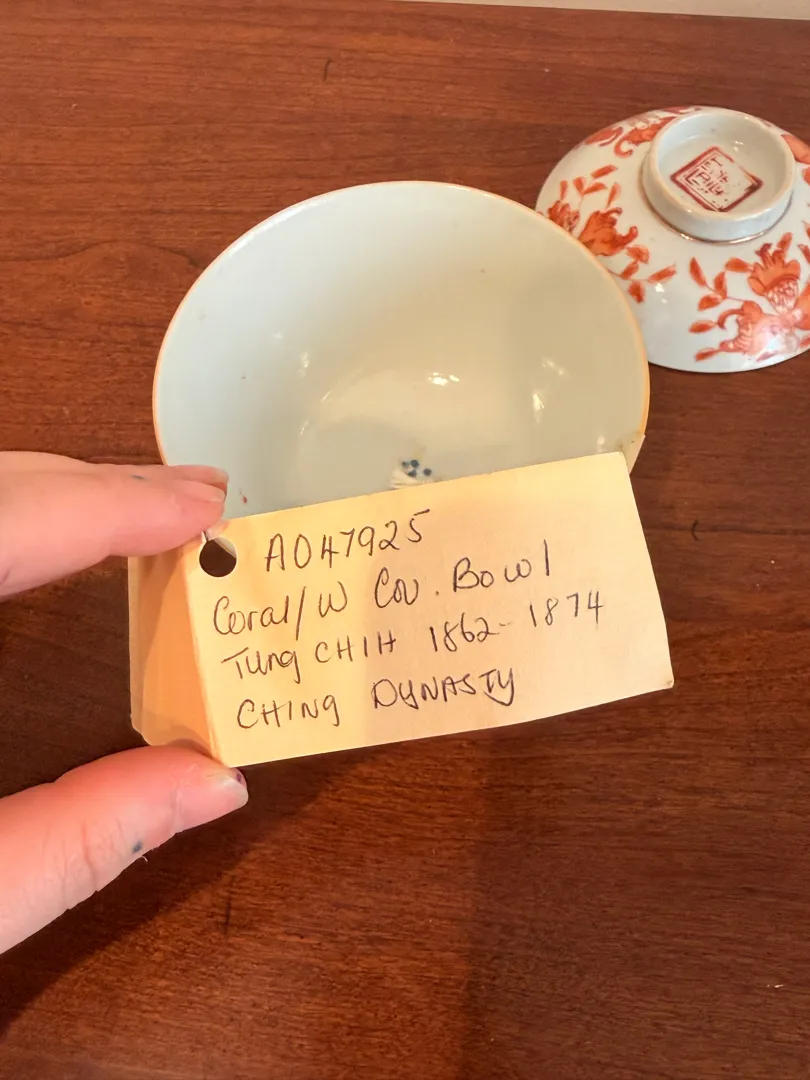 A047925
Coral/W Cov. Bowl
Tung CHIH 1862-1874
CHING DYNASTY